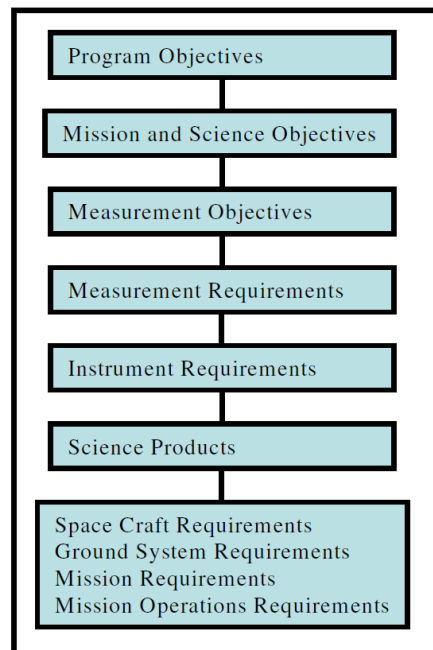 Program Objectives
Mission and Science Objectives
Measurement Objectives
Measurement Requirements
Instrument Requirements
Science Products
Space Craft Requirements
Ground System Requirements
Mission Requirements
Mission Operations Requirements